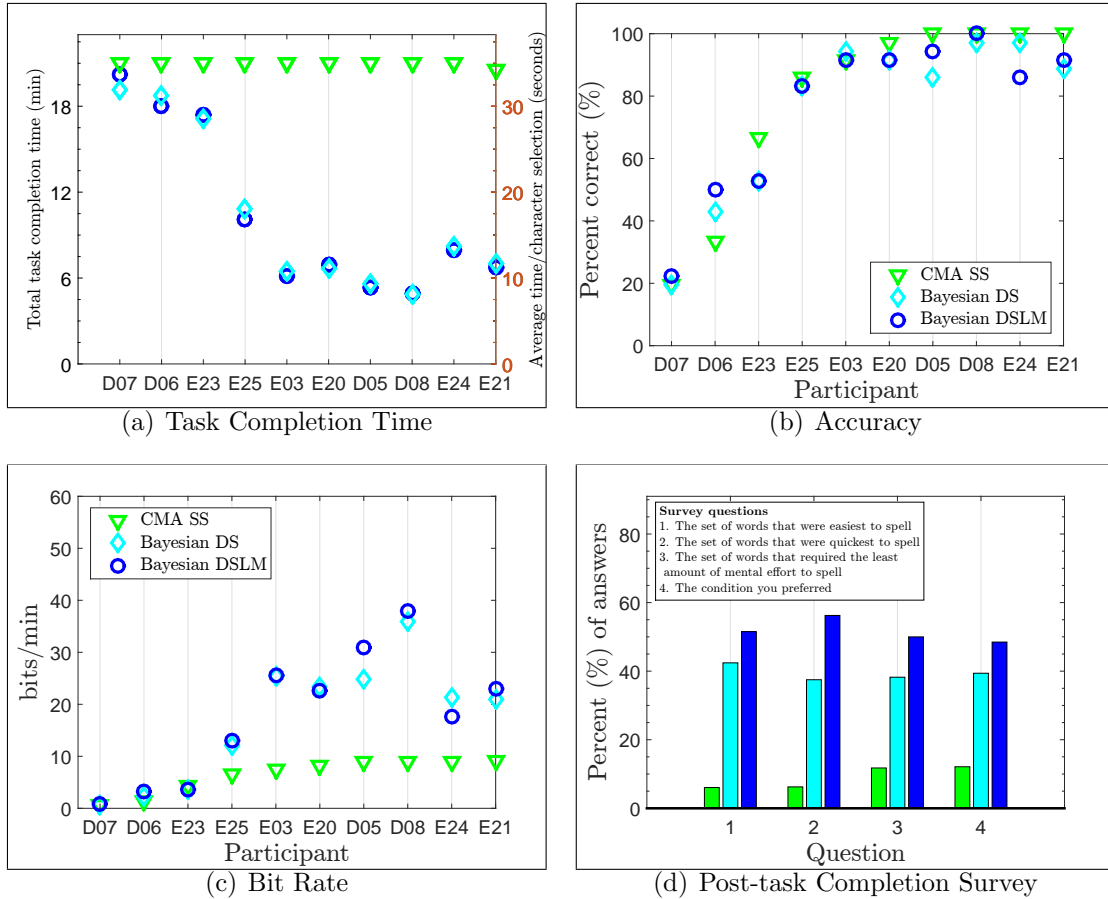 Total task completion time (min)
18
12
6
0
30
20
10
0
Average time/character selection (seconds)
D07 D06 E23 E25 E03 E20 D05 D08 E24 E21
(a) Task Completion Time
Percent correct (%)
100
80
60
40
20
0
CMA SS
Bayesian DS
Bayesian DSLM
D07 D06 E23 E25 E03 E20 D05 D08 E24 E21
Participant
(b) Accuracy
bits/min
60
50
40
30
20
10
0
CMA SS
Bayesian DS
Bayesian DSLM
D07 D06 E23 E25 E03 E20 D05 D08 E24 E21
Participant
(c) Bit Rate
Percent (%) of answers
80
60
40
20
0
Survey questions
1. The set of words that were easiest to spell
2. The set of words that were quickest to spell
3. The set of words that required the least
amount of mental effort to spell
4. The condition you preferred
1 2 3 4
Question
(d) Post-task Completion Survey